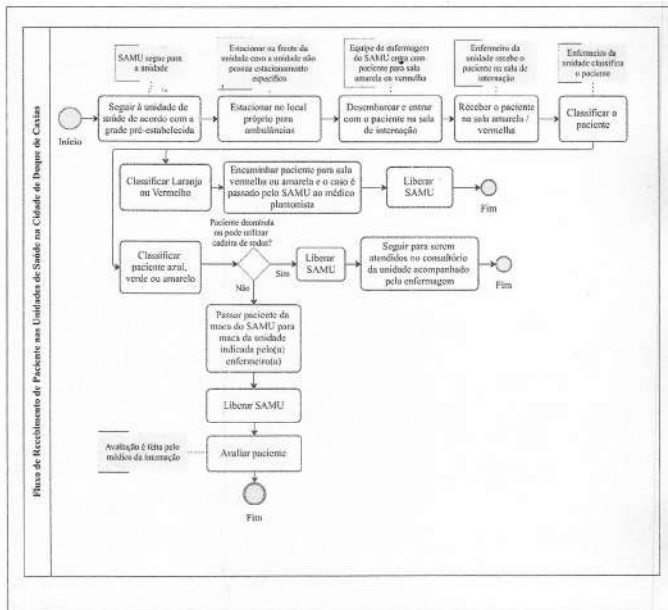 Fluxo de Recebimento de Paciente nas Unidades de Saúde na Cidade de Duque de Caxias
SAMU segue para
a unidade
Estacionar na frente da
unidade caso a unidade não
possua estacionamento
específico
Equipe de enfermagem
do SAMU entra com
paciente para sala
amarela ou vermelha
Enfermeiro da
unidade recebe o
paciente na sala de
internação
Enfermeiro da
unidade classifica
o paciente
Início
Seguir à unidade de
saúde de acordo com a
grade pré-estabelecida
Estacionar no local
próprio para
ambulâncias
Desembarcar e entrar
com o paciente na sala
de internação
Receber o paciente
na sala amarela /
vermelha
Classificar o
paciente
Classificar Laranja
ou Vermelho
Encaminhar paciente para sala
vermelha ou amarela e o caso é
passado pelo SAMU ao médico
plantonista
Liberar
SAMU
Fim
Paciente deambula
ou pode utilizar
cadeira de rodas?
Classificar
paciente azul,
verde ou amarelo
Sim
Não
Liberar
SAMU
Seguir para serem
atendidos no consultório
da unidade acompanhado
pela enfermagem
Fim
Passar paciente da
maca do SAMU para
maca da unidade
indicada pelo(a)
enfermeiro(a)
Liberar SAMU
Avaliação é feita pelo
médico da internação
Avaliar paciente
Fim